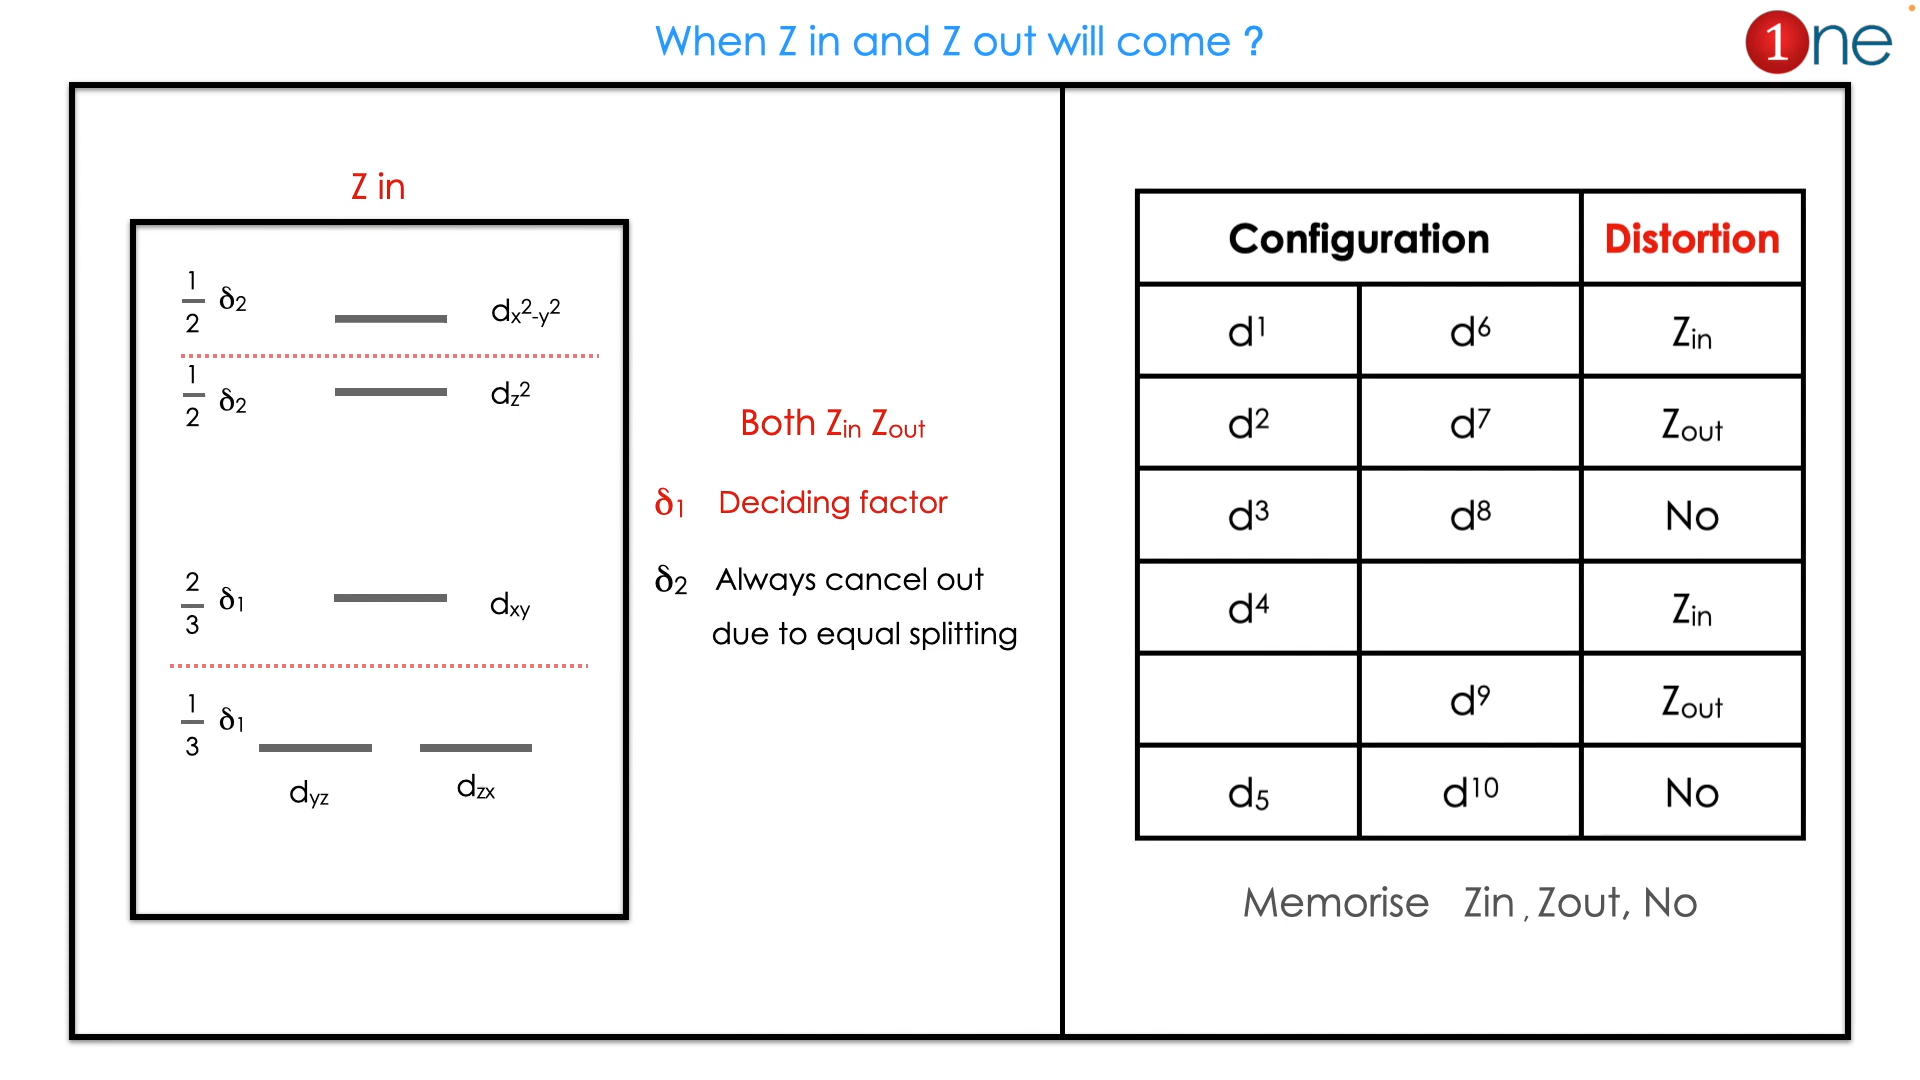 When Z in and Z out will come ?
1ne
Z in
1/2 δ2 dx2-y2
1/2 δ2 dz2
2/3 δ1 dxy
1/3 δ1
dyz dzx
Both Zin Zout
δ1 Deciding factor
δ2 Always cancel out
due to equal splitting
Configuration Distortion
d1 d6 Zin
d2 d7 Zout
d3 d8 No
d4 Zin
d9 Zout
d5 d10 No
Memorise Zin , Zout, No